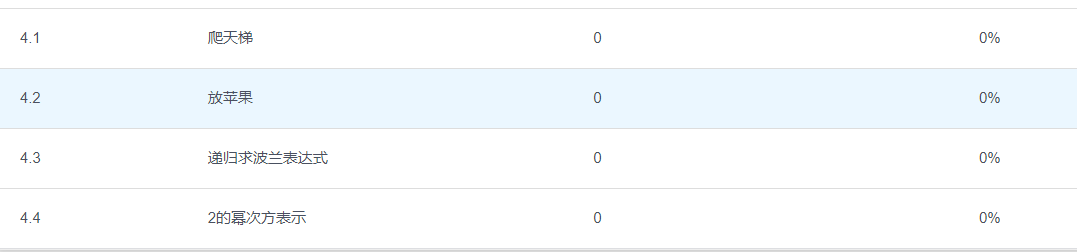 4.1 爬天梯 0 0%
4.2 放苹果 0 0%
4.3 递归求波兰表达式 0 0%
4.4 2的幂次方表示 0 0%